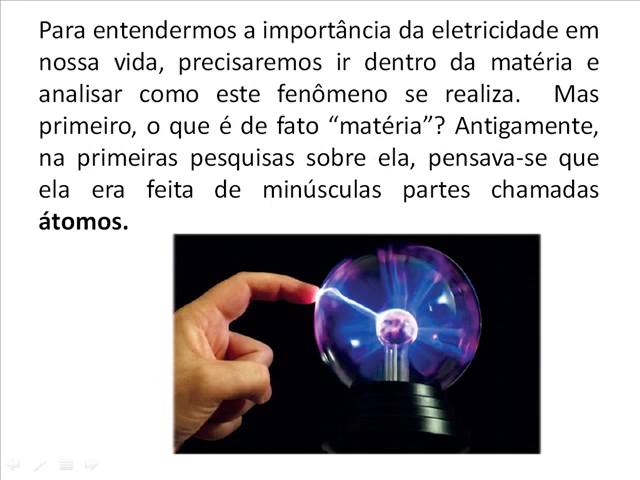 Para entendermos a importância da eletricidade em
nossa vida, precisaremos ir dentro da matéria e
analisar como este fenômeno se realiza. Mas
primeiro, o que é de fato “matéria”? Antigamente,
na primeiras pesquisas sobre ela, pensava-se que
ela era feita de minúsculas partes chamadas
átomos.